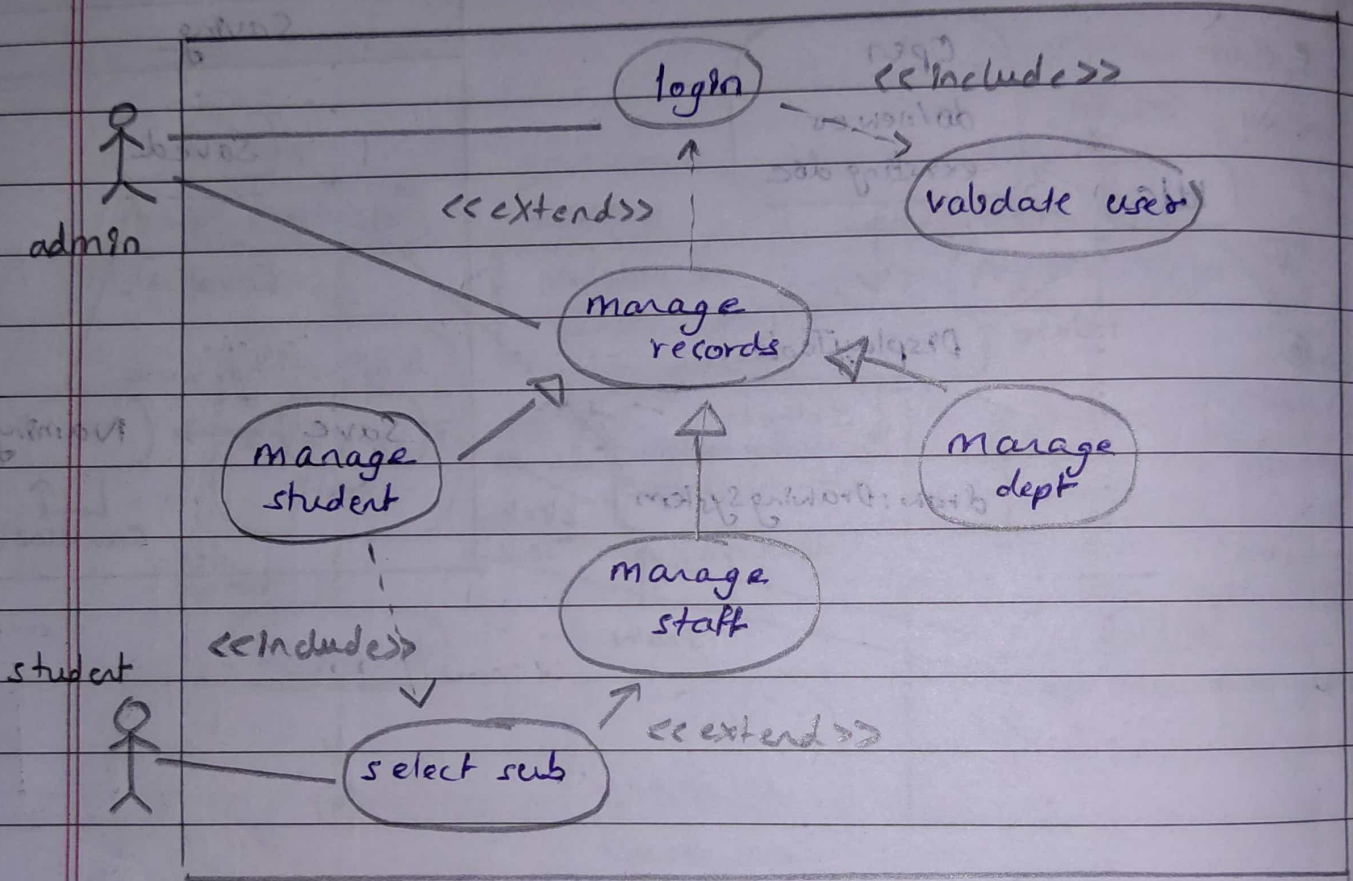 login
<<include>>
validate user
admin
<<extend>>
manage
records
manage
student
manage
dept
manage
staff
<<include>>
student
<<extend>>
select sub